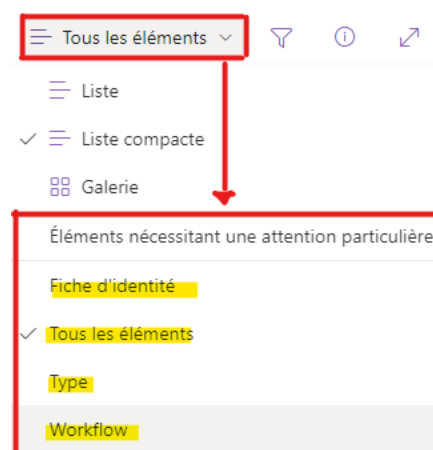 Tous les éléments
Liste
Liste compacte
Galerie
Éléments nécessitant une attention particulière
Fiche d'identité
Tous les éléments
Type
Workflow